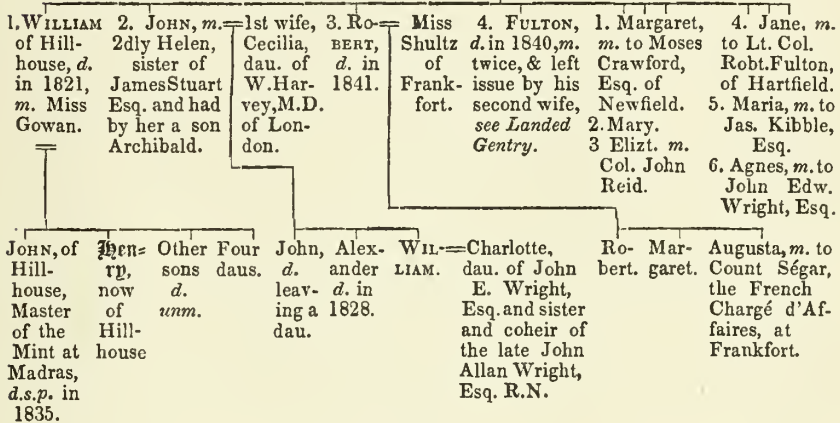 1. WILLIAM
of Hill-
house, d.
in 1821,
m. Miss
Gowan.
2. JOHN, m.
2dly Helen,
sister of
James Stuart
Esq. and had
by her a son
Archibald.
1st wife,
Cecilia,
dau. of
W. Har-
vey, M.D.
of Lon-
don.
3. Ro-
BERT,
d. in
1841.
Miss
Shultz
of
Frank-
fort.
4. FULTON,
d. in 1840, m.
twice, & left
issue by his
second wife,
see Landed
Gentry.
1. Margaret,
m. to Moses
Crawford,
Esq. of
Newfield.
2. Mary.
3 Elizt. m.
Col. John
Reid.
4. Jane, m.
to Lt. Col.
Robt. Fulton,
of Hartfield.
5. Maria, m. to
Jas. Kibble,
Esq.
6. Agnes, m. to
John Edw.
Wright, Esq.
JOHN, of
Hill-
house,
Master
of the
Mint at
Madras,
d.s.p. in
1835.
Hen-
ry,
now
of
Hill-
house
Other
sons
d.
unm.
Four
daus.
John,
d.
leav-
ing a
dau.
Alex-
ander
d. in
1828.
WIL-
LIAM.
Charlotte,
dau. of John
E. Wright,
Esq. and sister
and coheir of
the late John
Allan Wright,
Esq. R.N.
Ro-
bert.
Mar-
garet.
Augusta, m. to
Count Ségar,
the French
Chargé d'Af-
faires, at
Frankfort.